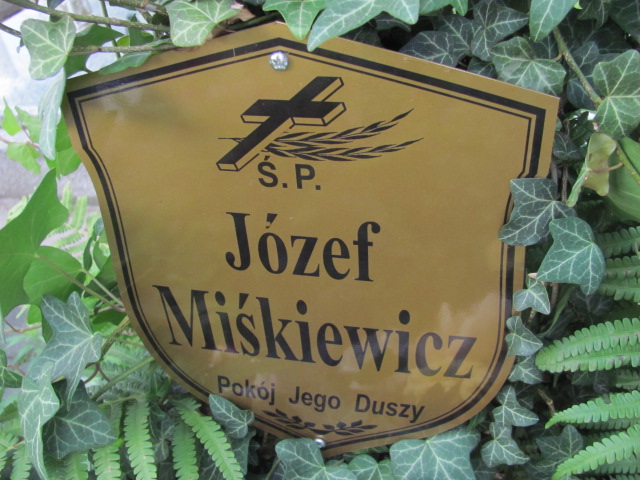 Ś.P.
Józef
Miśkiewicz
Pokój Jego Duszy